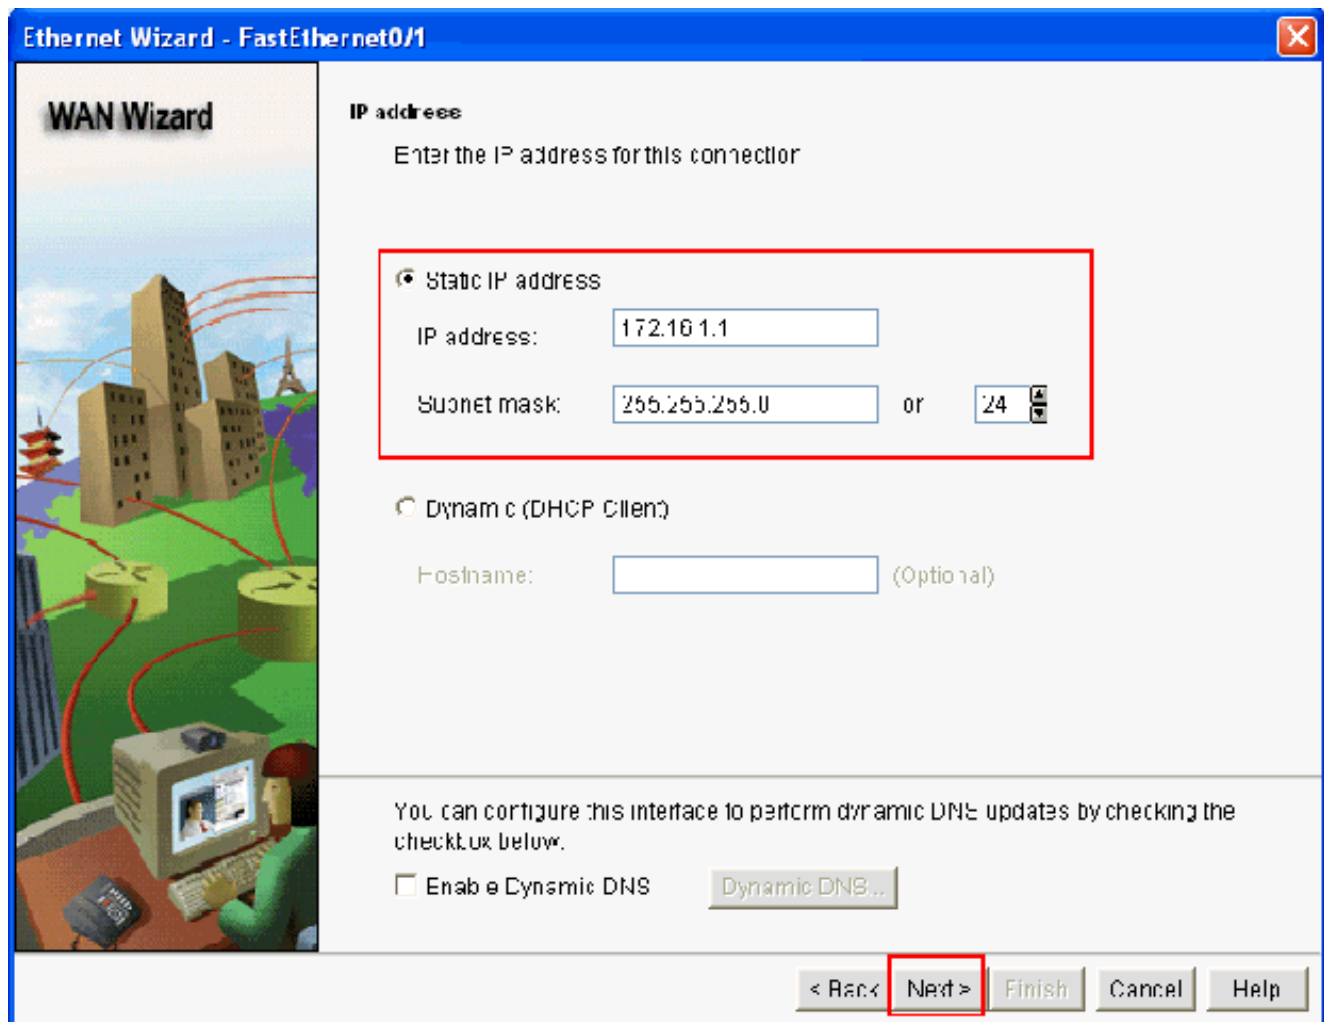 Ethernet Wizard - FastEthernet0/1
WAN Wizard
IP address
Enter the IP address for this connection
Static IP address
IP address: 172.16.1.1
Subnet mask: 255.255.255.0 or 24
Dynamic (DHCP Client)
Hostname: (Optional)
You can configure this interface to perform dynamic DNS updates by checking the
checkbox below.
Enable Dynamic DNS Dynamic DNS...
< Back Next > Finish Cancel Help